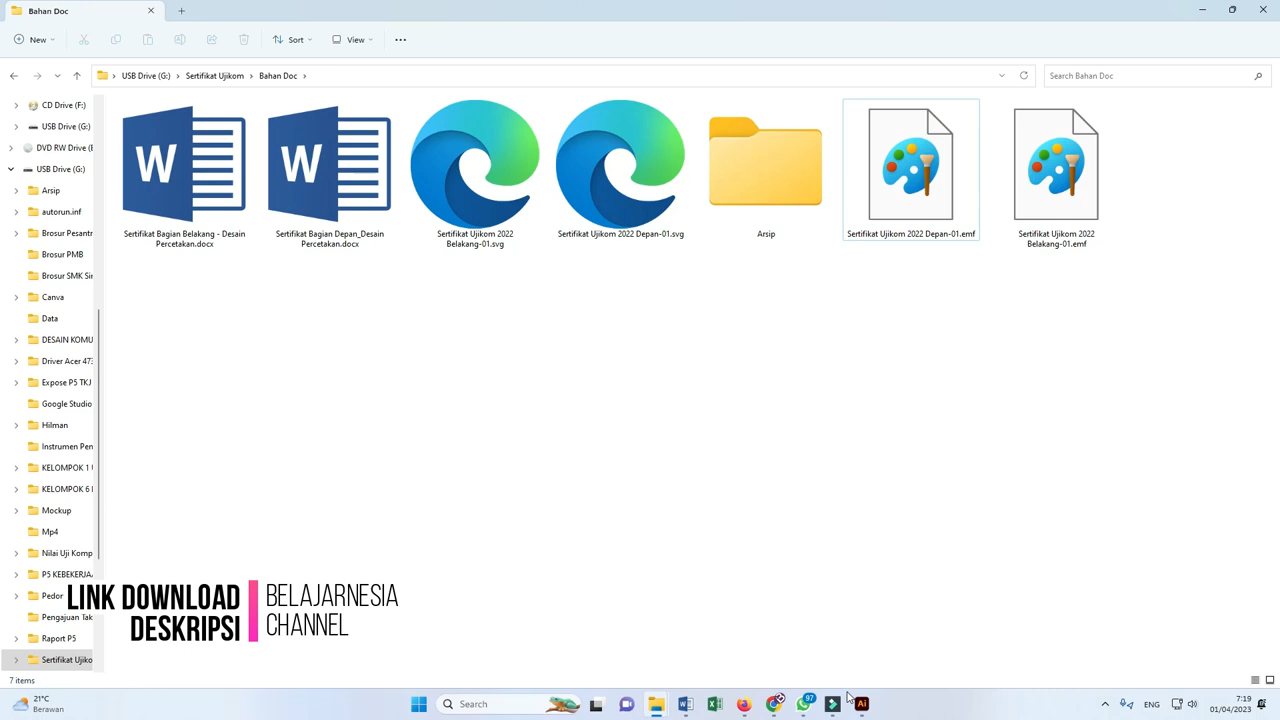 Bahan Doc
New
Sort
View
USB Drive (G:)
Sertifikat Ujikom
Bahan Doc
Search Bahan Doc
CD Drive (F:)
USB Drive (G:)
DVD RW Drive (E
USB Drive (G:)
Arsip
autorun.inf
Brosur Pesantr
Brosur PMB
Brosur SMK Sir
Canva
Data
DESAIN KOMU
Driver Acer 473
Expose P5 TKJ
Google Studio
Hilman
Instrumen Pen
KELOMPOK 1 U
KELOMPOK 6 I
Mockup
Mp4
Nilai Uji Komp
P5 KEBEKERJA
Pedor
Pengajuan Tak
Raport P5
Sertifikat Ujiko
W
Sertifikat Bagian Belakang - Desain
Percetakan.docx
W
Sertifikat Bagian Depan_Desain
Percetakan.docx
Sertifikat Ujikom 2022
Belakang-01.svg
Sertifikat Ujikom 2022 Depan-01.svg
Arsip
Sertifikat Ujikom 2022 Depan-01.emf
Sertifikat Ujikom 2022
Belakang-01.emf
LINK DOWNLOAD
DESKRIPSI
BELAJARNESIA
CHANNEL
7 items
21°C
Berawan
Search
97
Ai
ENG
7:19
01/04/2023